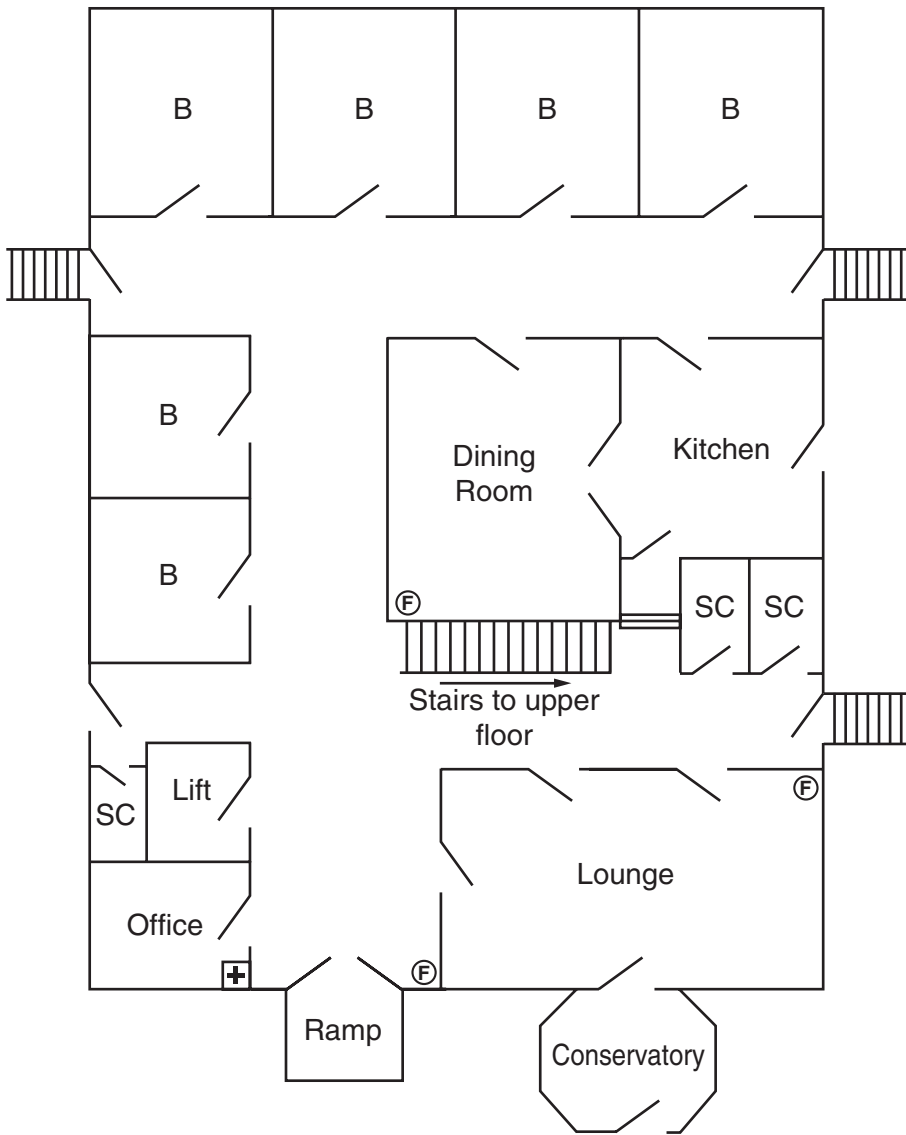 B
B
B
B
B
Dining
Room
Kitchen
B
F
SC
SC
Stairs to upper
floor
Lift
SC
F
Lounge
Office
F
Ramp
Conservatory